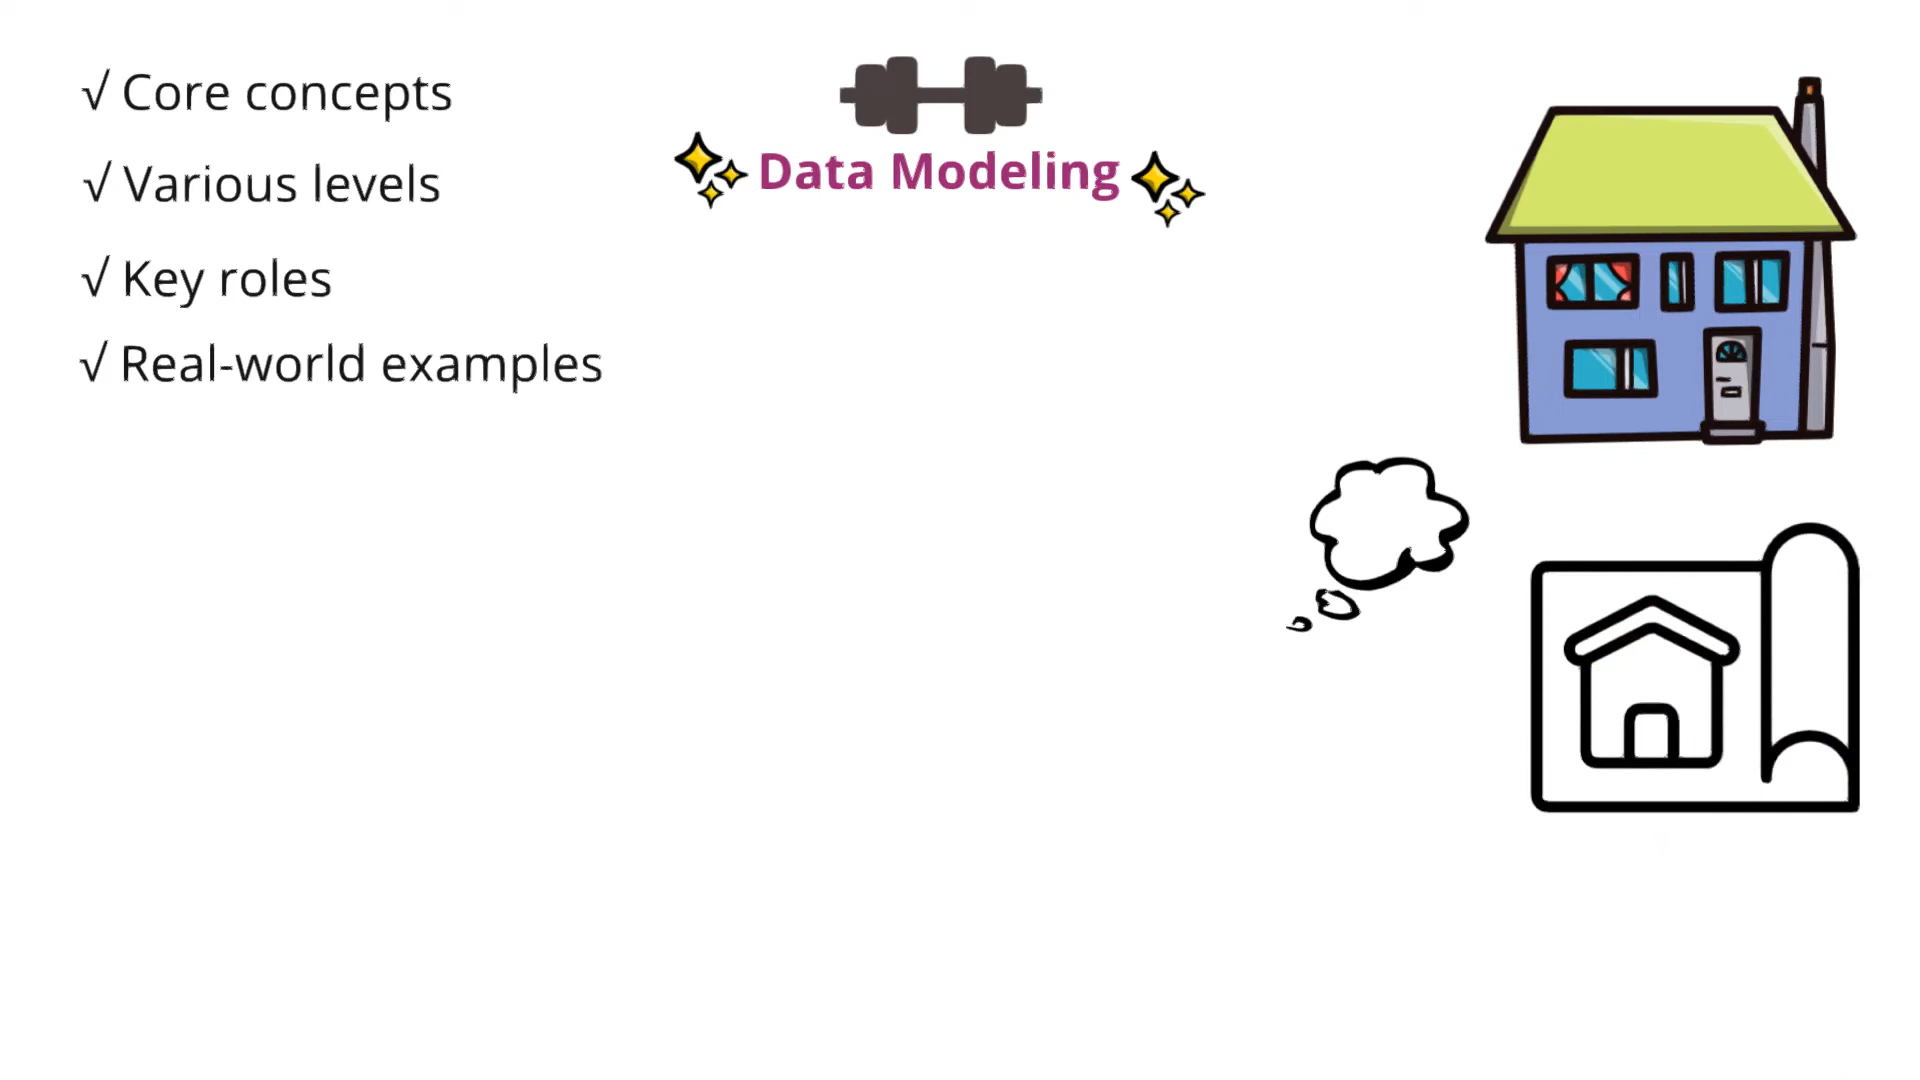 √ Core concepts
√ Various levels
√ Key roles
√ Real-world examples
Data Modeling